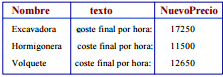 Nombre texto NuevoPrecio
Excavadora coste final por hora: 17250
Hormigonera coste final por hora: 11500
Volquete coste final por hora: 12650